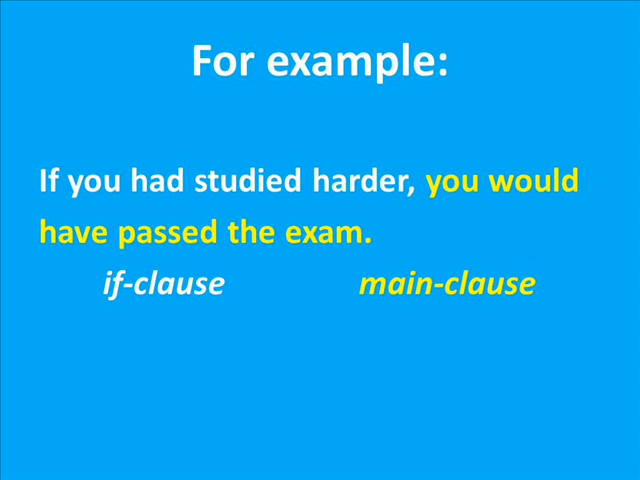 For example:
If you had studied harder, you would
have passed the exam.
if-clause main-clause